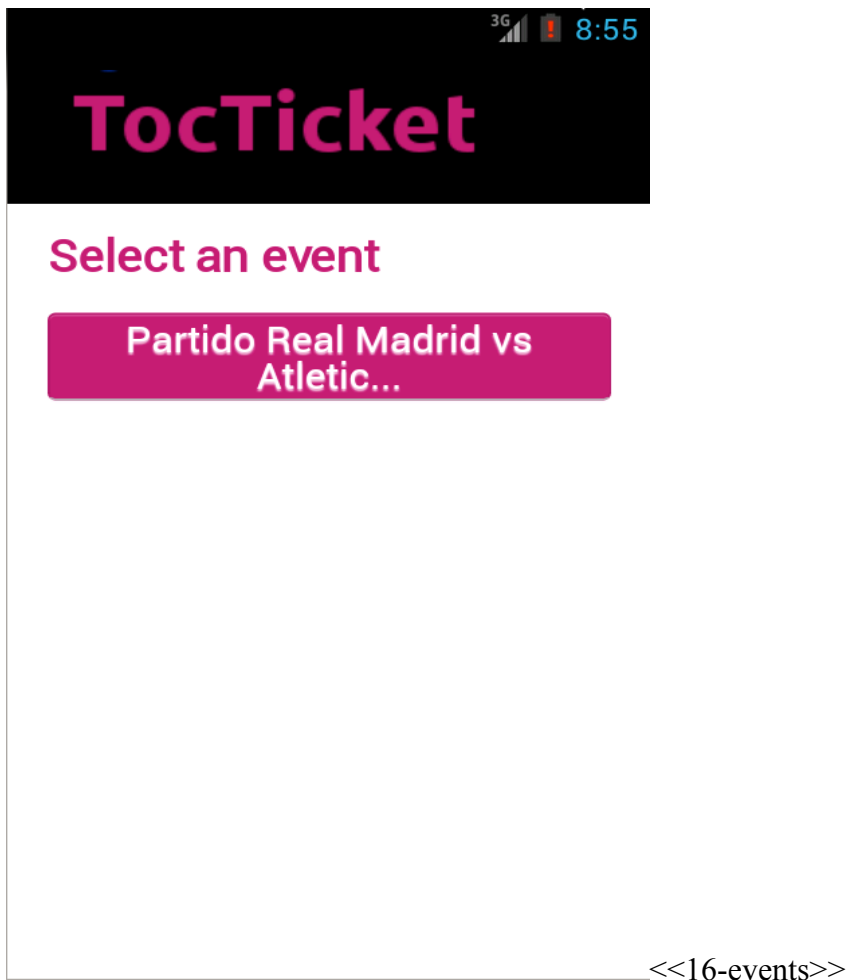 3G 8:55
TocTicket
Select an event
Partido Real Madrid vs
Atletic...
<<16-events>>